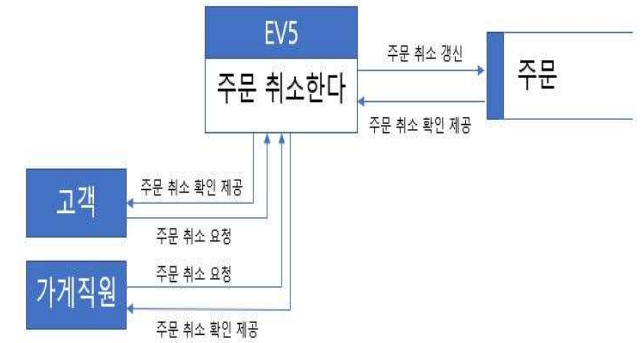 EV5
주문 취소한다
주문 취소 갱신
주문
주문 취소 확인 제공
고객
주문 취소 확인 제공
주문 취소 요청
가게직원
주문 취소 요청
주문 취소 확인 제공